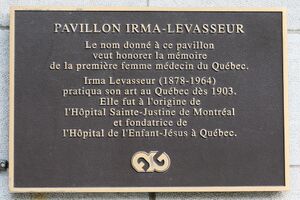 PAVILLON IRMA-LEVASSEUR
Le nom donné à ce pavillon
veut honorer la mémoire
de la première femme médecin du Québec.
Irma Levasseur (1878-1964)
pratiqua son art au Québec dès 1903.
Elle fut à l'origine de
l'Hôpital Sainte-Justine de Montréal
et fondatrice de
l'Hôpital de l'Enfant-Jésus à Québec.